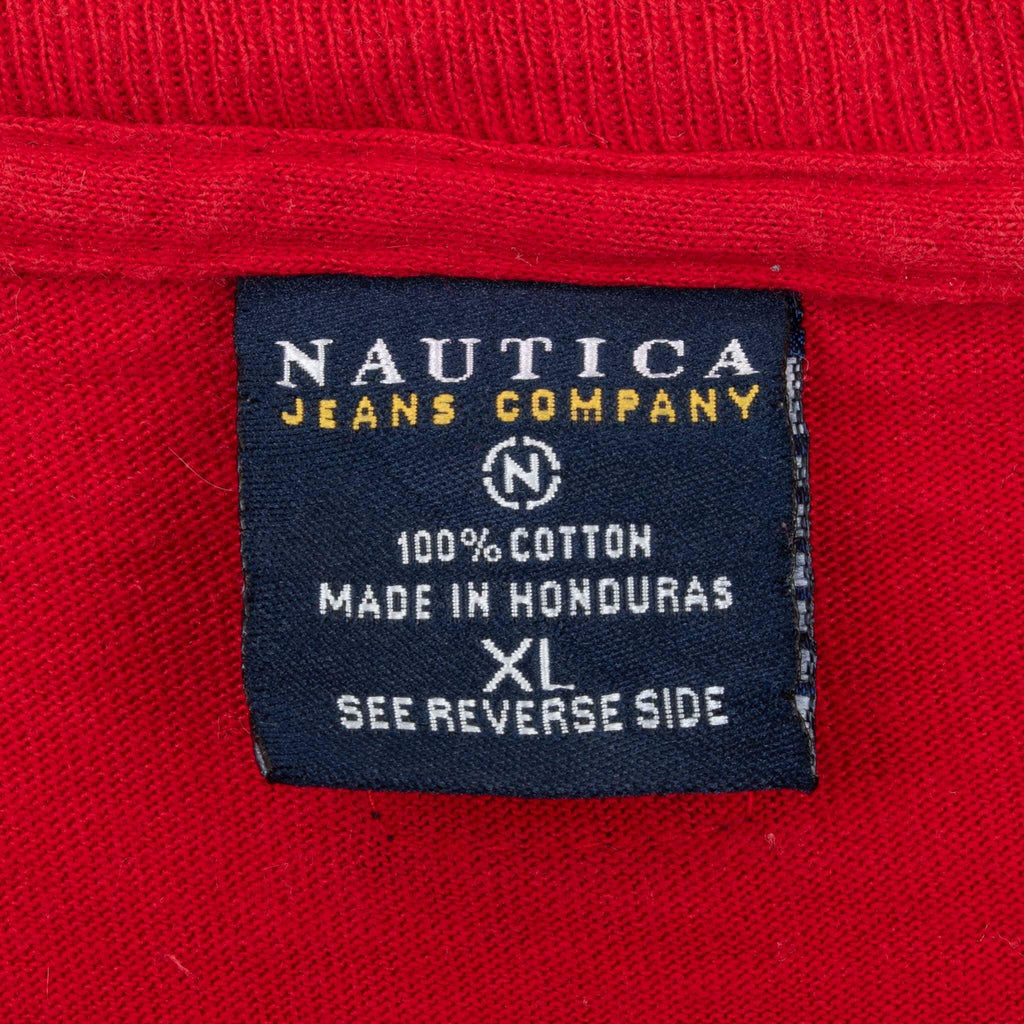 NAUTICA
JEANS COMPANY
N
100% COTTON
MADE IN HONDURAS
XL
SEE REVERSE SIDE